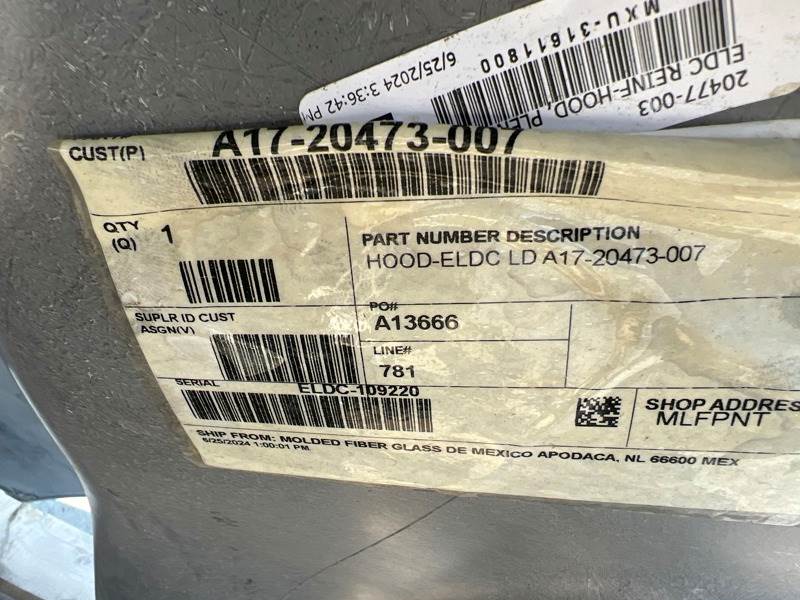 20477-003
ELDC REINF-HOOD, PLE
MXU-31611800
6/25/2024 3:36:42 PM
CUST(P)
A17-20473-007
QTY
(Q)
1
PART NUMBER DESCRIPTION
HOOD-ELDC LD A17-20473-007
SUPLR ID CUST
ASGN(V)
PO#
A13666
LINE#
781
SERIAL
ELDC-109220
SHOP ADDRES
MLFPNT
SHIP FROM: MOLDED FIBER GLASS DE MEXICO APODACA, NL 66600 MEX
6/25/2024 1:00:01 PM